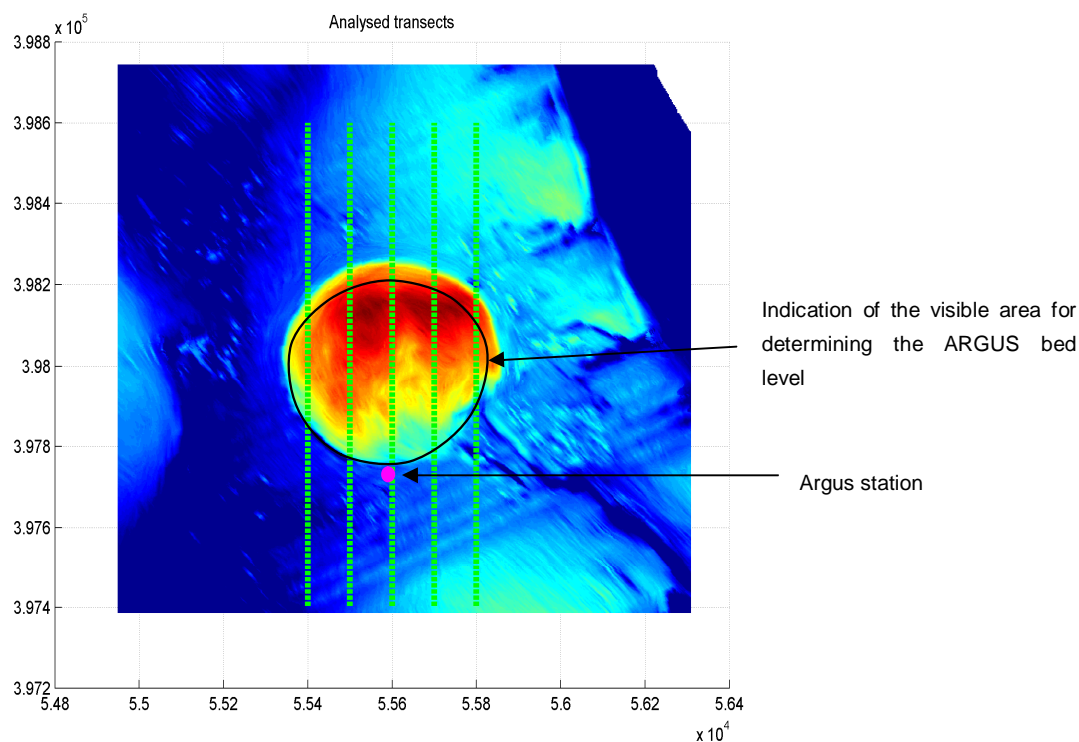 Analysed transects
x 10^5
3.988
3.986
3.984
3.982
3.98
3.978
3.976
3.974
3.972
5.48
5.5
5.52
5.54
5.56
5.58
5.6
5.62
5.64
x 10^4
Indication of the visible area for
determining the ARGUS bed
level
Argus station